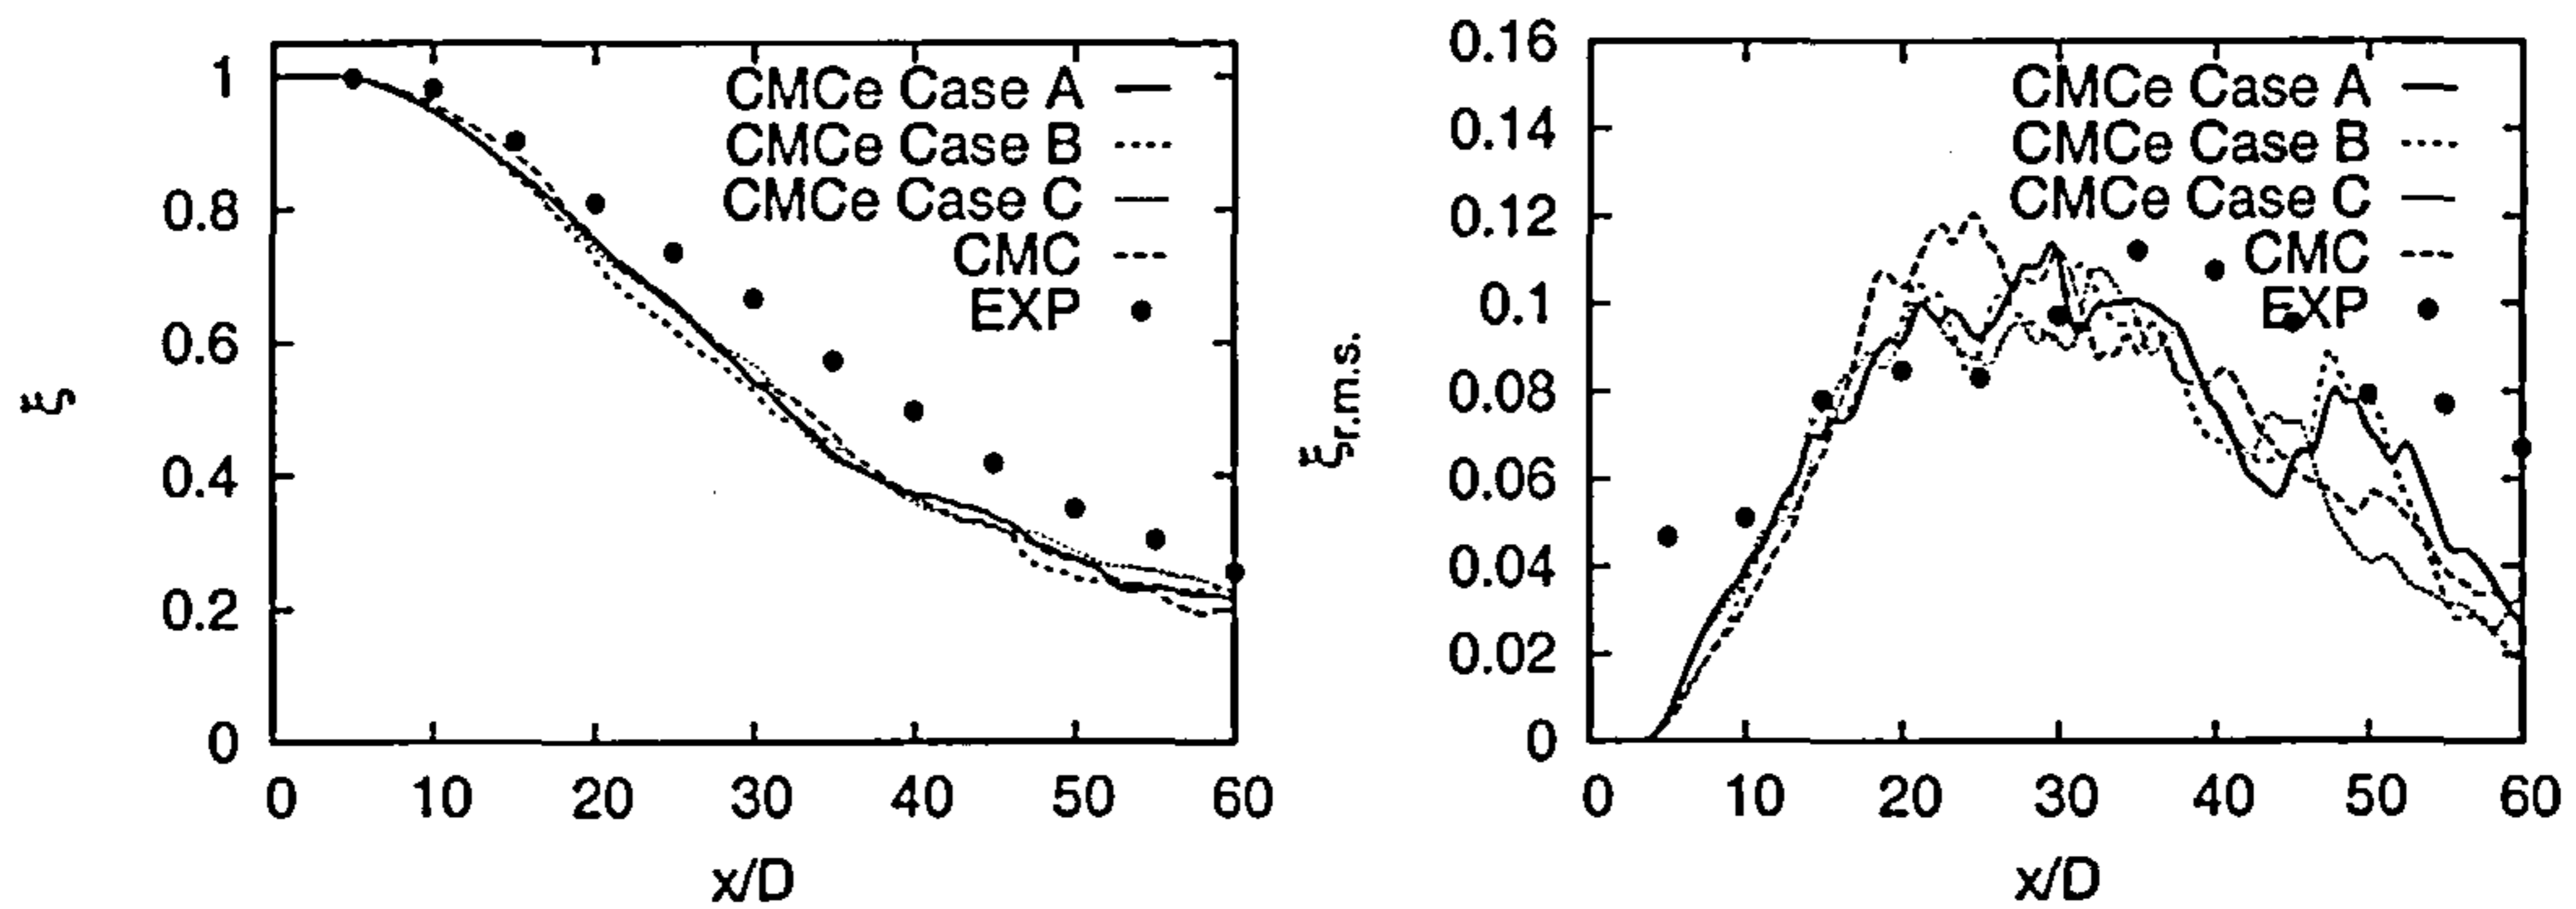 1
0.8
0.6
0.4
0.2
0
0 10 20 30 40 50 60
ξ
x/D
CMCe Case A
CMCe Case B
CMCe Case C
CMC
EXP
0.16
0.14
0.12
0.1
0.08
0.06
0.04
0.02
0
0 10 20 30 40 50 60
ξr.m.s.
x/D
CMCe Case A
CMCe Case B
CMCe Case C
CMC
EXP